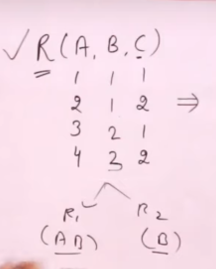 ✓ R(A, B, C)
1 1 1
2 1 2 ⇒
3 2 1
4 3 2
R₁ R₂
(AB) (B)